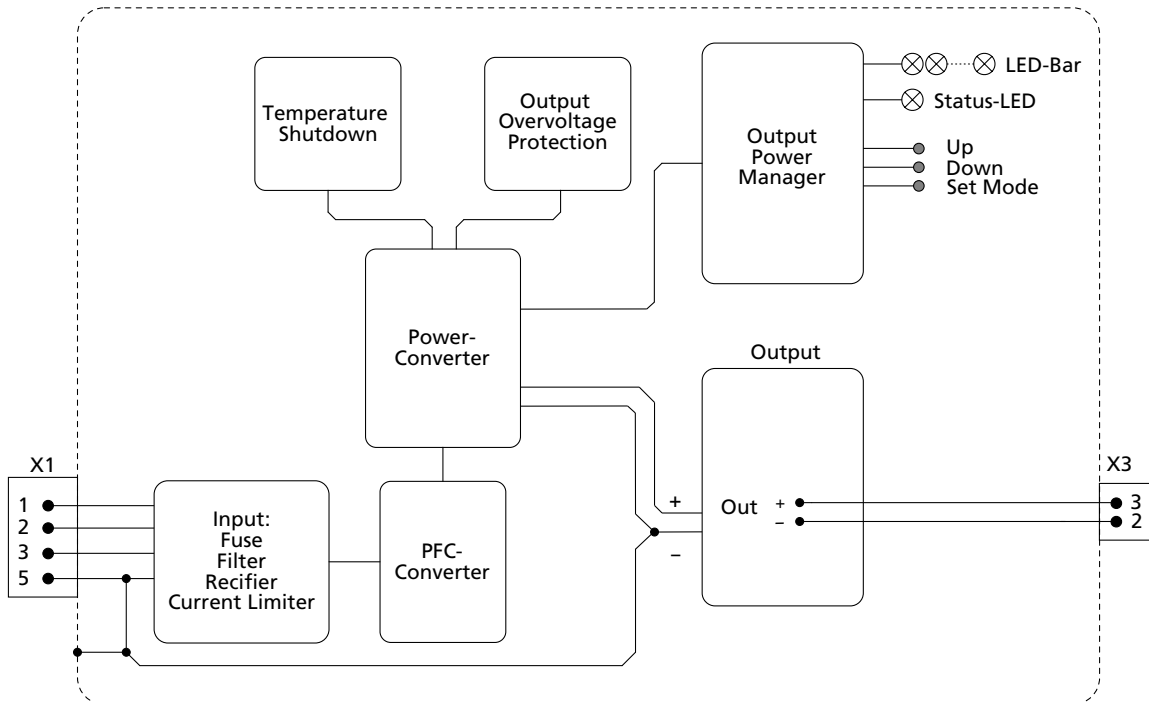 Temperature
Shutdown
Output
Overvoltage
Protection
Output
Power
Manager
LED-Bar
Status-LED
Up
Down
Set Mode
Power-
Converter
Output
X1
1
2
3
5
Input:
Fuse
Filter
Recifier
Current Limiter
PFC-
Converter
+
–
Out
+
–
X3
3
2